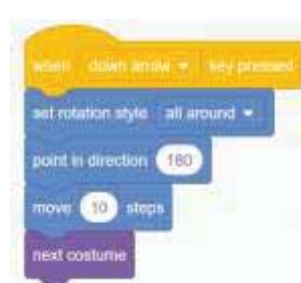 when down arrow key pressed
set rotation style all around
point in direction 180
move 10 steps
next costume